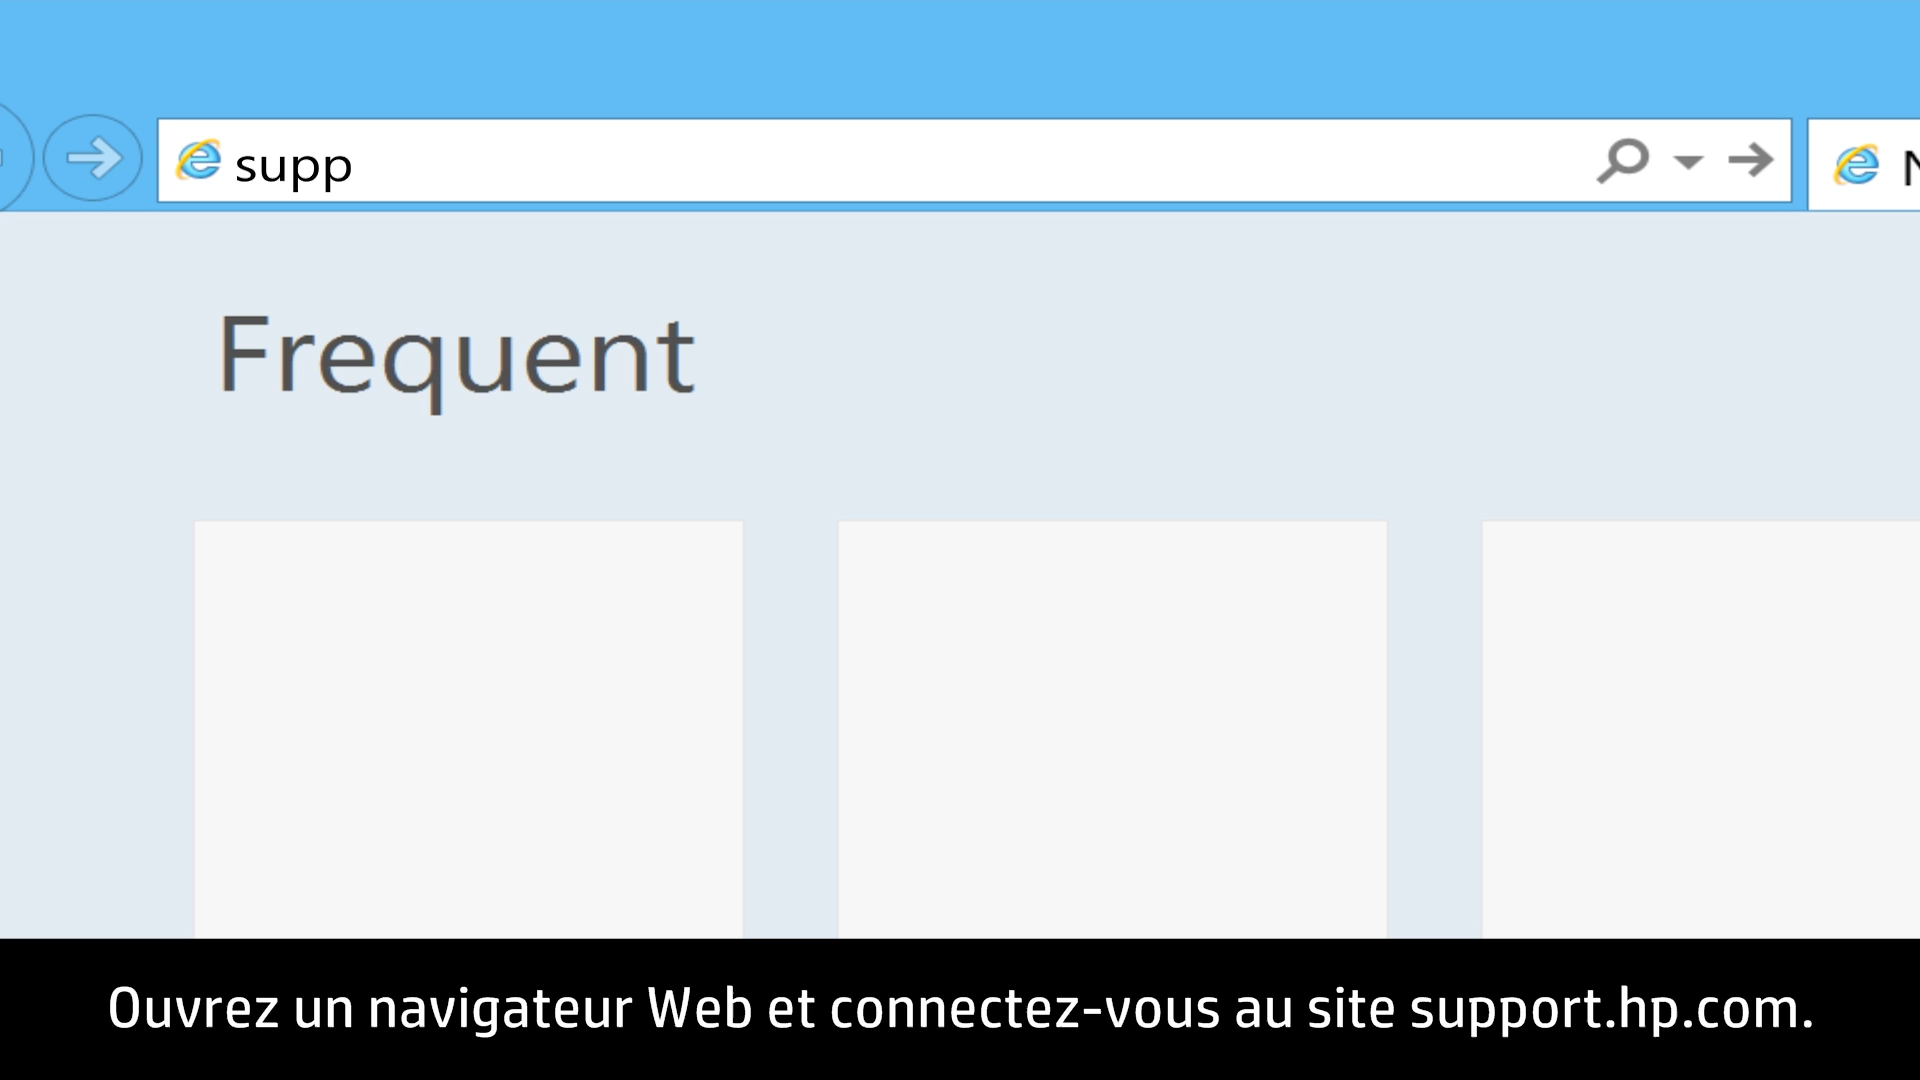 supp
N
Frequent
Ouvrez un navigateur Web et connectez-vous au site support.hp.com.